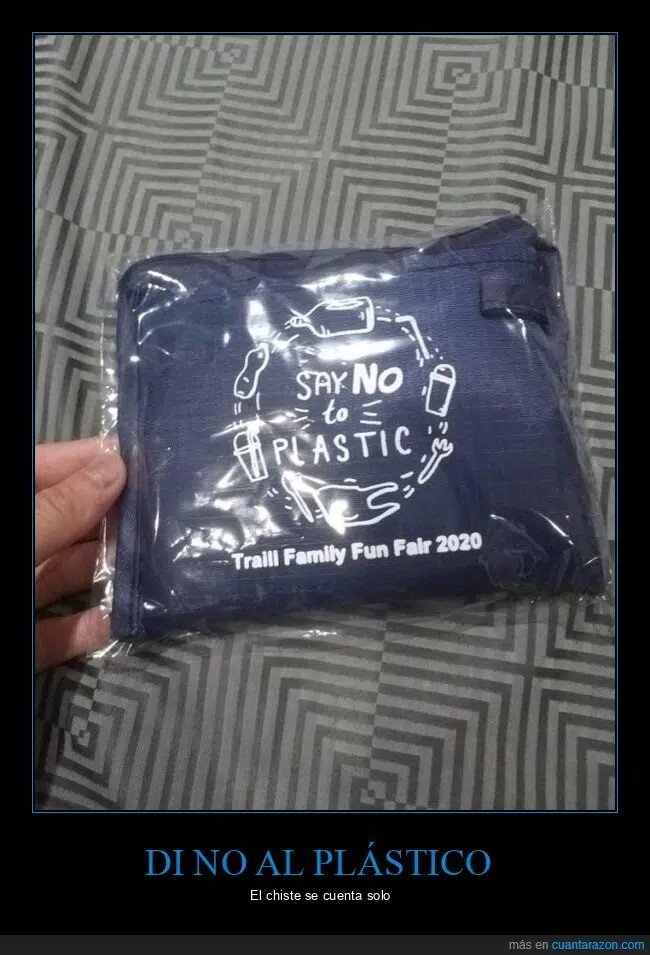 SAY NO
to
PLASTIC
Traill Family Fun Fair 2020
DI NO AL PLÁSTICO
El chiste se cuenta solo
más en cuantarazon.com